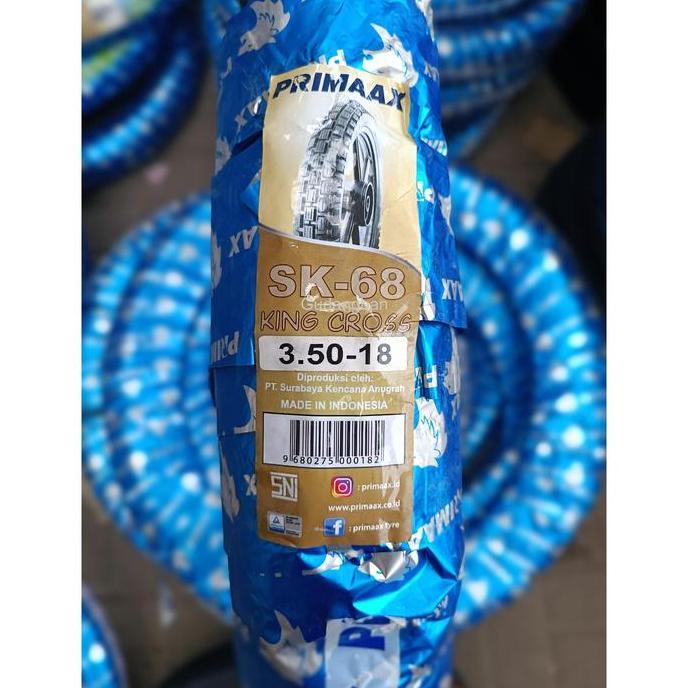 PRIMAAX
SK-68
KING CROSS
3.50-18
Diproduksi oleh:
PT. Surabaya Kencana Anugrah
MADE IN INDONESIA
9 680275 000182
SNI
: primaax.id
www.primaax.co.id
: primaax tyre